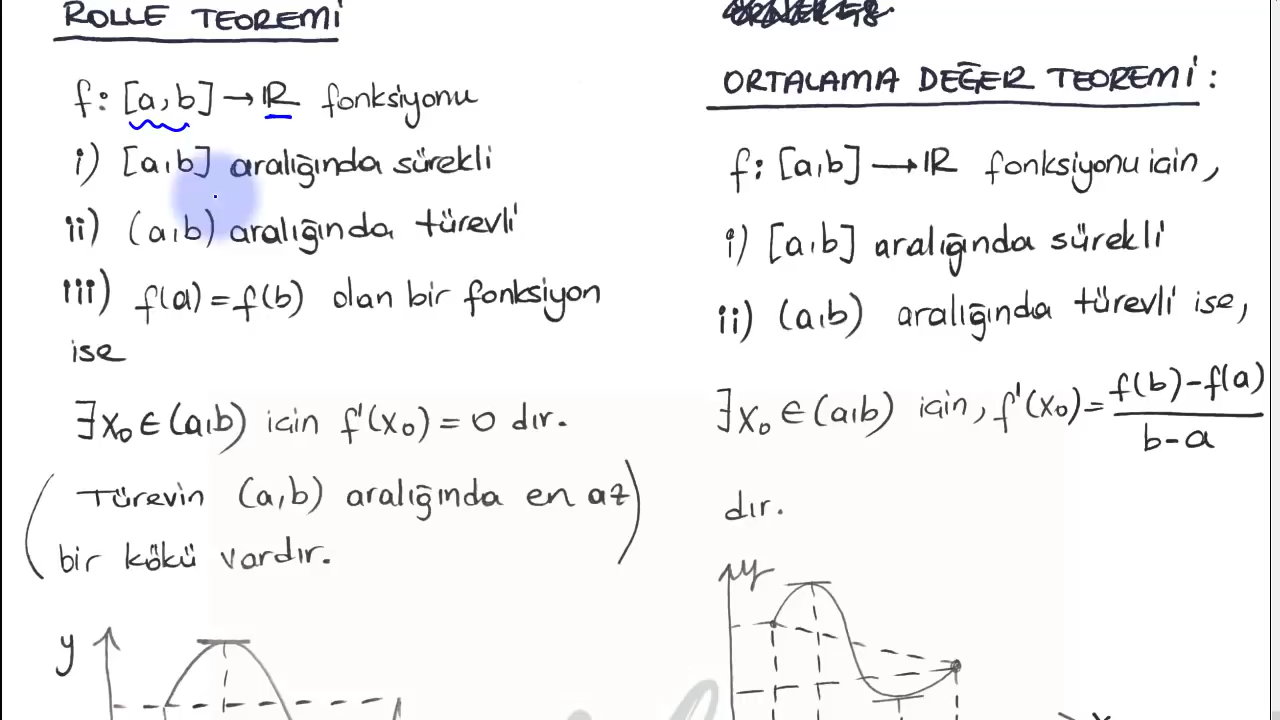 ROLLE TEOREMİ
f: [a,b] → ℝ fonksiyonu
i) [a,b] aralığında sürekli
ii) (a,b) aralığında türevli
iii) f(a) = f(b) olan bir fonksiyon
ise
∃x₀ ∈ (a,b) için f'(x₀) = 0 dır.
(Türevin (a,b) aralığında en az
bir kökü vardır.)
y
ORTALAMA DEĞER TEOREMİ:
f: [a,b] → ℝ fonksiyonu için,
i) [a,b] aralığında sürekli
ii) (a,b) aralığında türevli ise,
∃x₀ ∈ (a,b) için, f'(x₀) = f(b)-f(a) / b-a
dır.
y
x